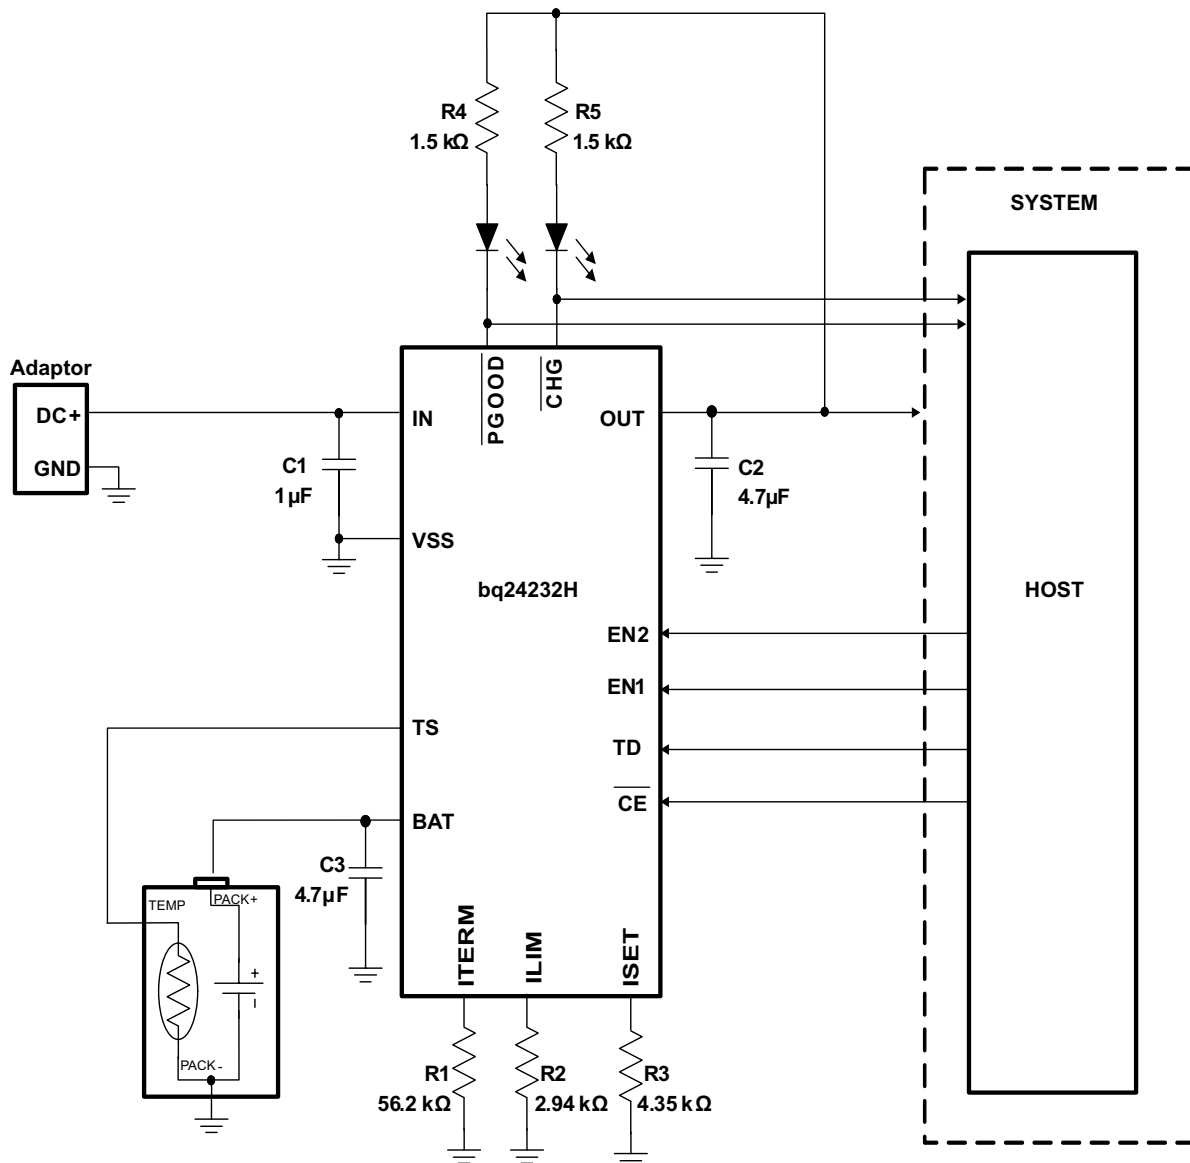 R4
1.5 kΩ
R5
1.5 kΩ
SYSTEM
Adaptor
DC+
GND
C1
1µF
IN
PGOOD
CHG
OUT
C2
4.7µF
VSS
bq24232H
HOST
EN2
EN1
TS
TD
CE
BAT
C3
4.7µF
TEMP
PACK+
+
-
PACK-
ITERM
ILIM
ISET
R1
56.2 kΩ
R2
2.94 kΩ
R3
4.35 kΩ